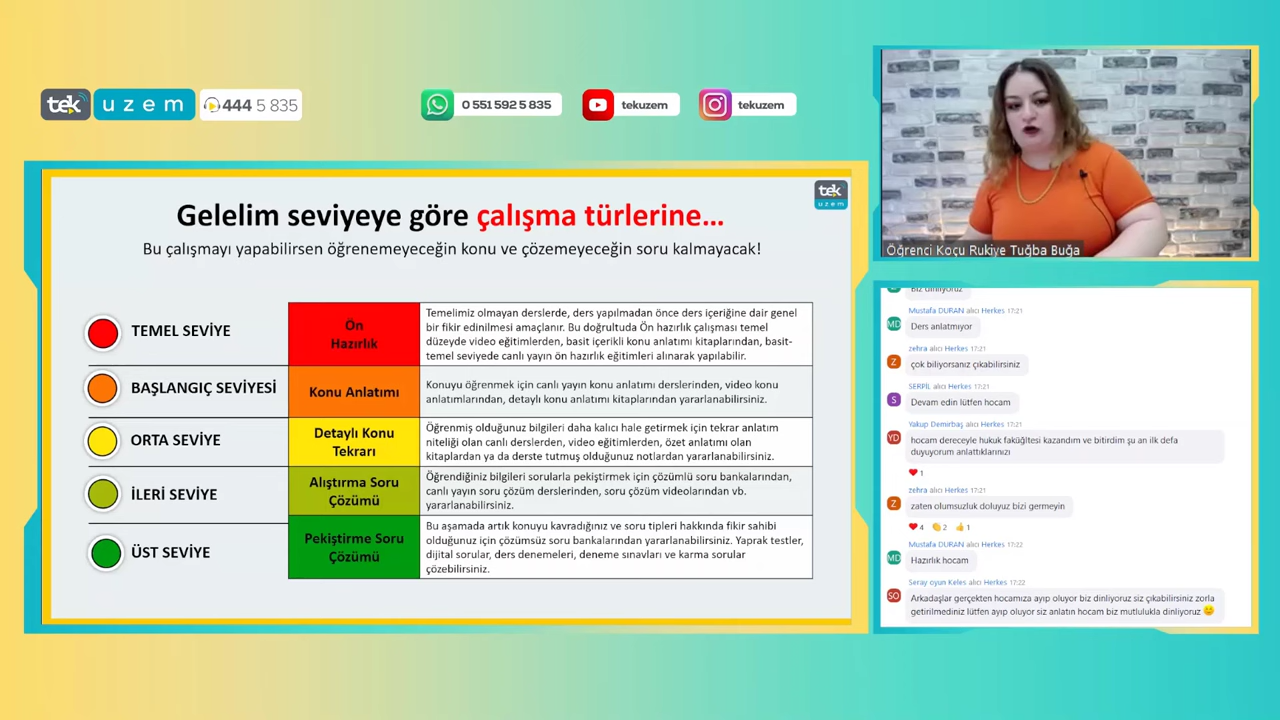 tek uzem 444 5 835
0 551 592 5 835
tekuzem
tekuzem
tek
uzem
Gelelim seviyeye göre çalışma türlerine...
Bu çalışmayı yapabilirsen öğrenemeyeceğin konu ve çözemeyeceğin soru kalmayacak!
TEMEL SEVİYE
Ön
Hazırlık
Temelimiz olmayan derslerde, ders yapılmadan önce ders içeriğine dair genel
bir fikir edinilmesi amaçlanır. Bu doğrultuda Ön hazırlık çalışması temel
düzeyde video eğitimlerden, basit içerikli konu anlatımı kitaplarından, basit-
temel seviyede canlı yayın ön hazırlık eğitimleri alınarak yapılabilir.
BAŞLANGIÇ SEVİYESİ
Konu Anlatımı
Konuyu öğrenmek için canlı yayın konu anlatımı derslerinden, video konu
anlatımlarından, detaylı konu anlatımı kitaplarından yararlanabilirsiniz.
ORTA SEVİYE
Detaylı Konu
Tekrarı
Öğrenmiş olduğunuz bilgileri daha kalıcı hale getirmek için tekrar anlatım
niteliği olan canlı derslerden, video eğitimlerden, özet anlatımı olan
kitaplardan ya da derste tutmuş olduğunuz notlardan yararlanabilirsiniz.
İLERİ SEVİYE
Alıştırma Soru
Çözümü
Öğrendiğiniz bilgileri sorularla pekiştirmek için çözümlü soru bankalarından,
canlı yayın soru çözüm derslerinden, soru çözüm videolarından vb.
yararlanabilirsiniz.
ÜST SEVİYE
Pekiştirme Soru
Çözümü
Bu aşamada artık konuyu kavradığınız ve soru tipleri hakkında fikir sahibi
olduğunuz için çözümsüz soru bankalarından yararlanabilirsiniz. Yaprak testler,
dijital sorular, ders denemeleri, deneme sınavları ve karma sorular
çözebilirsiniz.
Öğrenci Koçu Rukiye Tuğba Buğa
Biz dinliyoruz
Mustafa DURAN alıcı Herkes 17:21
MD
Ders anlatmıyor
zehra alıcı Herkes 17:21
Z
çok biliyorsanız çıkabilirsiniz
SERPİL alıcı Herkes 17:21
S
Devam edin lütfen hocam
Yakup Demirbaş alıcı Herkes 17:21
YD
hocam dereceyle hukuk faküğltesi kazandım ve bitirdim şu an ilk defa
duyuyorum anlattıklarınızı
1
zehra alıcı Herkes 17:21
Z
zaten olumsuzluk doluyuz bizi germeyin
4 2 1
Mustafa DURAN alıcı Herkes 17:22
MD
Hazırlık hocam
Seray oyun Keles alıcı Herkes 17:22
SO
Arkadaşlar gerçekten hocamıza ayıp oluyor biz dinliyoruz siz çıkabilirsiniz zorla
getirilmediniz lütfen ayıp oluyor siz anlatın hocam biz mutlulukla dinliyoruz